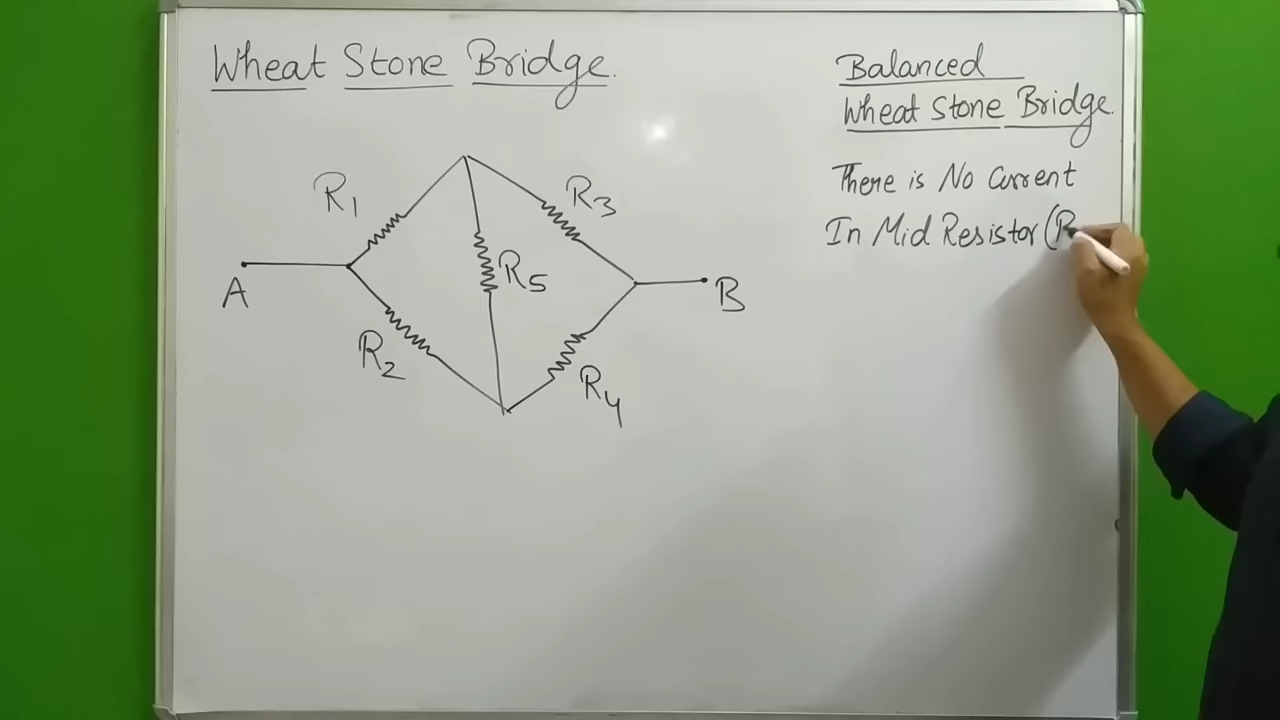 Wheat Stone Bridge.
Balanced
Wheat Stone Bridge.
There is No Current
In Mid Resistor (R
R1
R3
R5
A
B
R2
R4